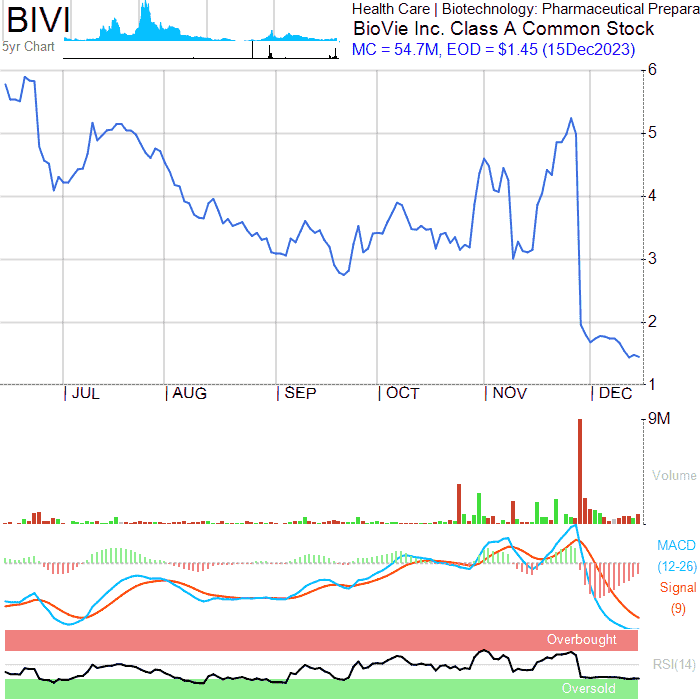 BIVI
5yr Chart
Health Care | Biotechnology: Pharmaceutical Prepara
BioVie Inc. Class A Common Stock
MC = 54.7M, EOD = $1.45 (15Dec2023)
6
5
4
3
2
1
JUL
AUG
SEP
OCT
NOV
DEC
9M
Volume
MACD
(12-26)
Signal
(9)
Overbought
RSI(14)
Oversold